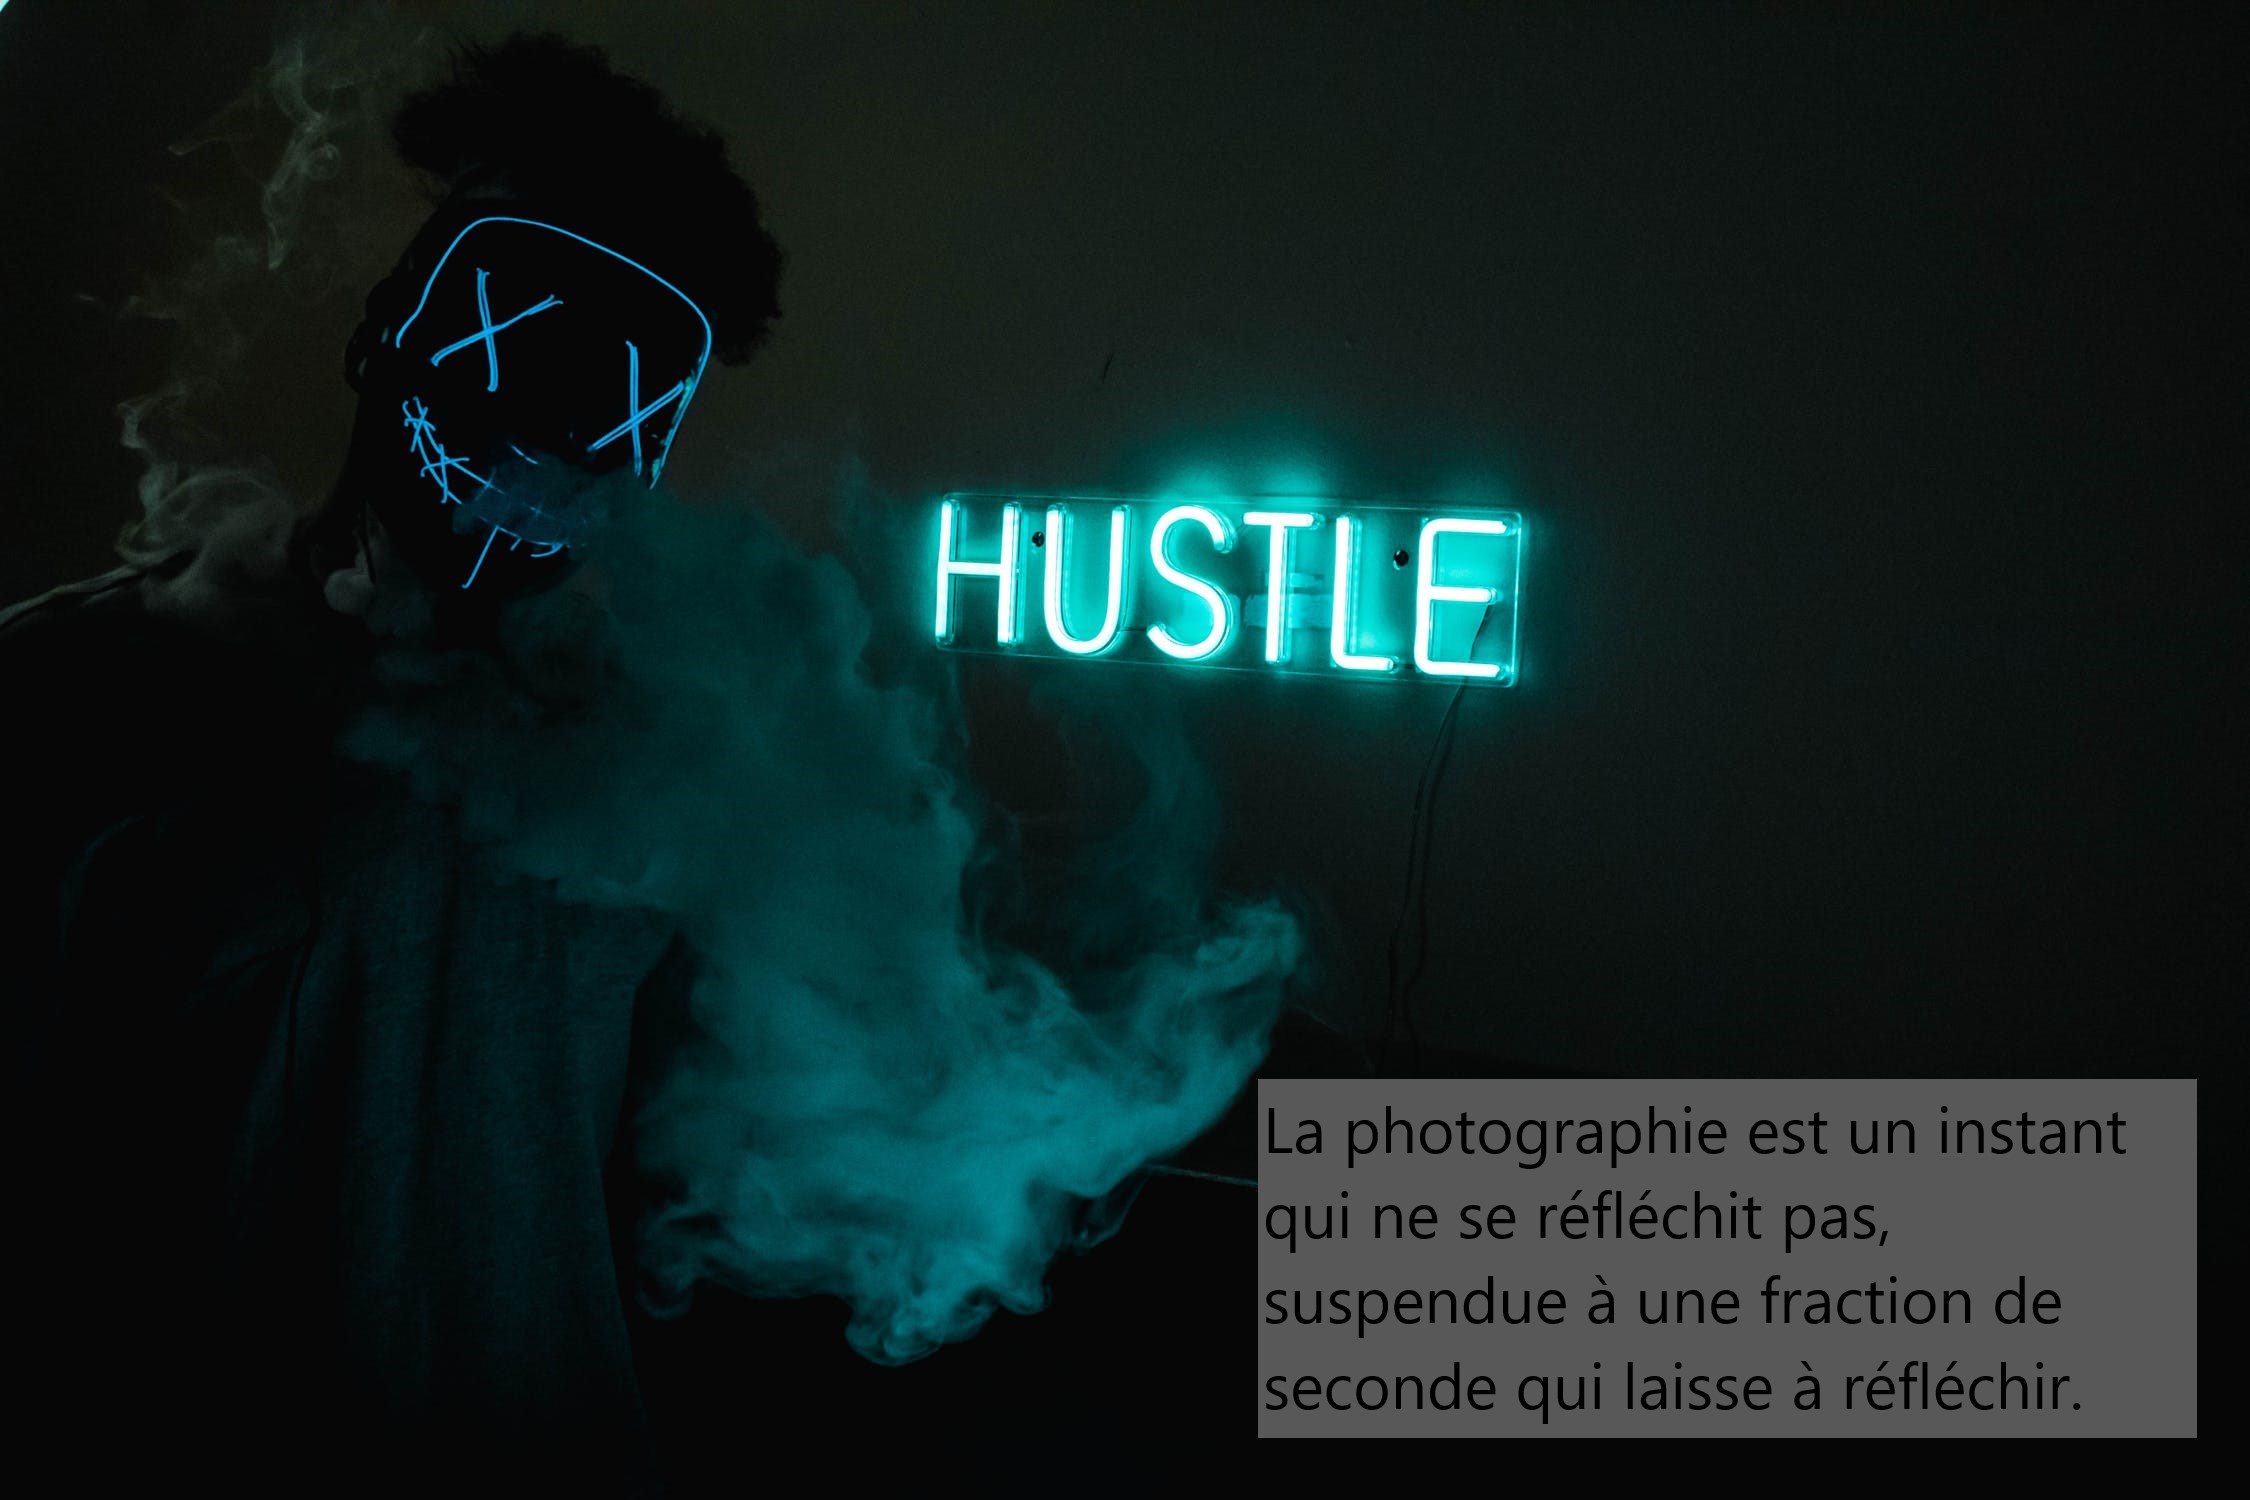 HUSTLE
La photographie est un instant
qui ne se réfléchit pas,
suspendue à une fraction de
seconde qui laisse à réfléchir.